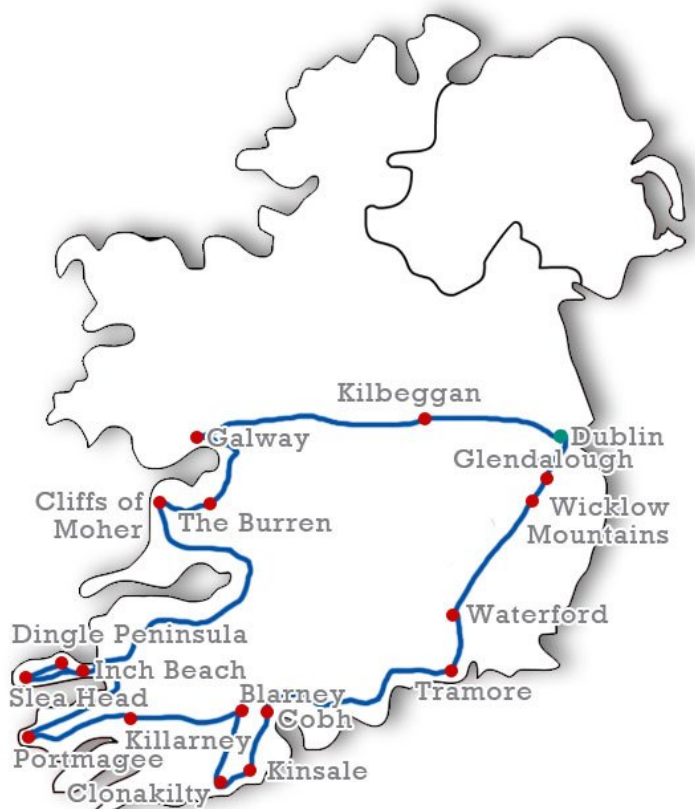 Kilbeggan
Galway
Dublin
Glendalough
Cliffs of
Moher
The Burren
Wicklow
Mountains
Waterford
Dingle Peninsula
Inch Beach
Slea Head
Tramore
Blarney
Cobh
Killarney
Portmagee
Kinsale
Clonakilty